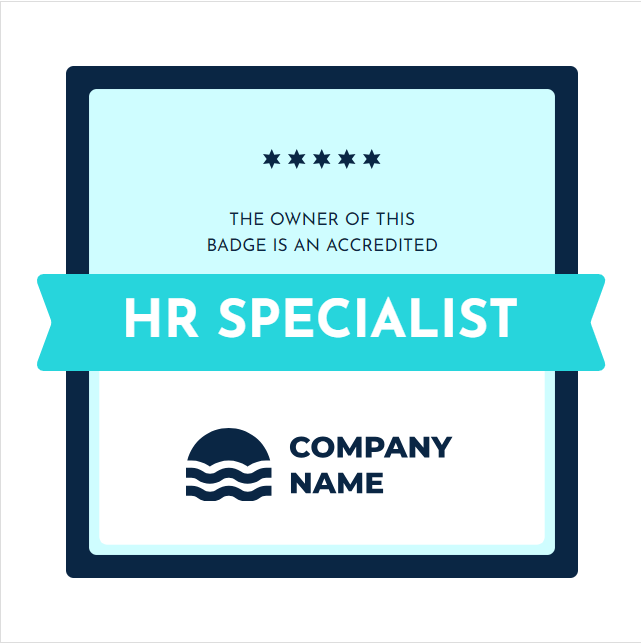 THE OWNER OF THIS
BADGE IS AN ACCREDITED
HR SPECIALIST
COMPANY
NAME